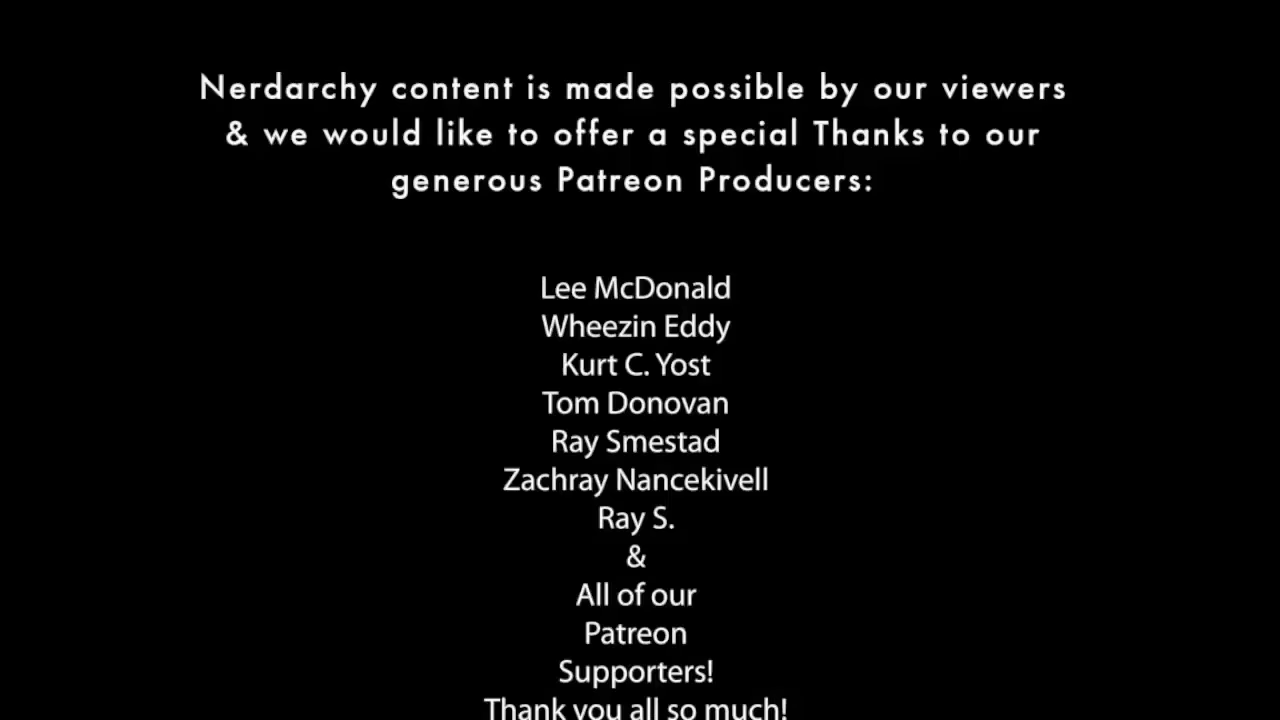 Nerdarchy content is made possible by our viewers
& we would like to offer a special Thanks to our
generous Patreon Producers:
Lee McDonald
Wheezin Eddy
Kurt C. Yost
Tom Donovan
Ray Smestad
Zachray Nancekivell
Ray S.
&
All of our
Patreon
Supporters!
Thank you all so much!